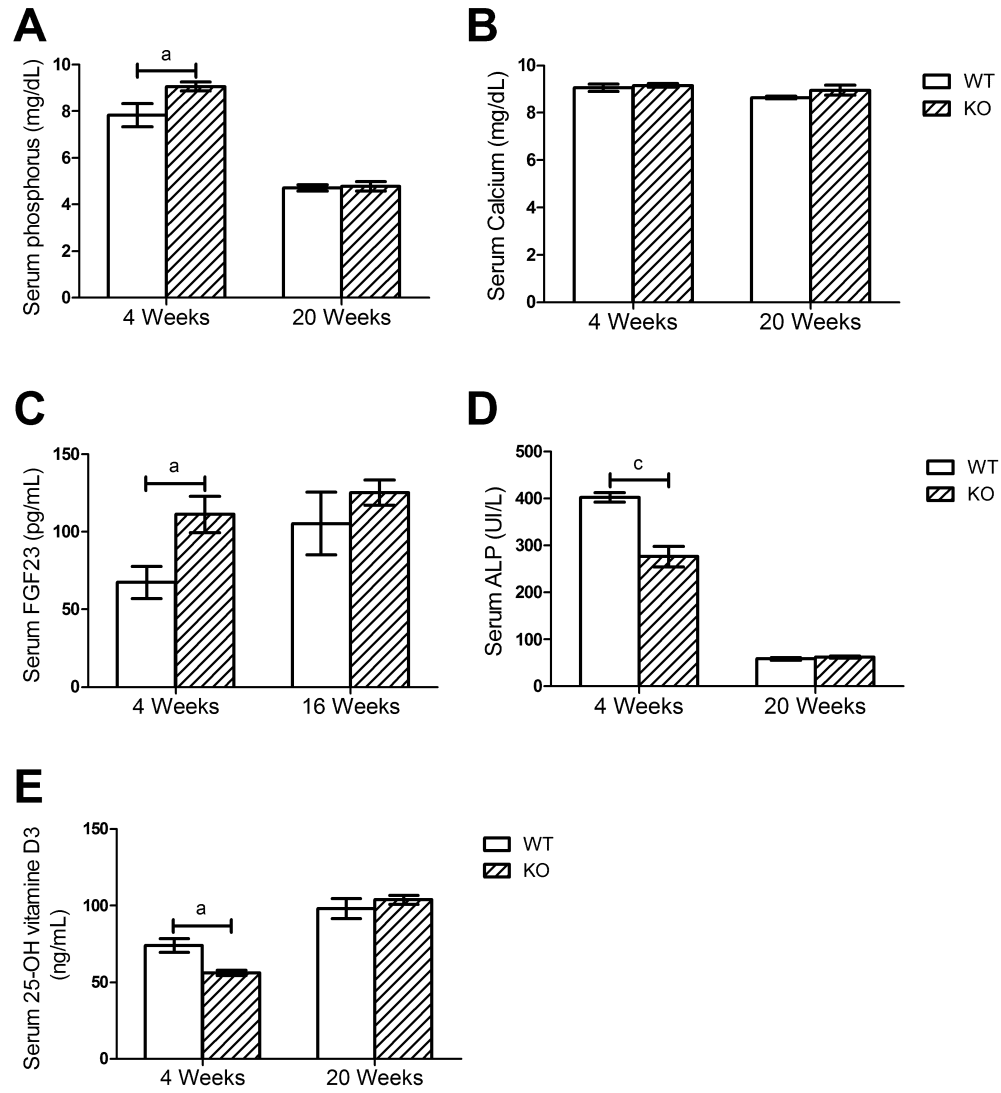 A
Serum phosphorus (mg/dL)
10
8
6
4
2
0
a
4 Weeks
20 Weeks
B
Serum Calcium (mg/dL)
10
8
6
4
2
0
4 Weeks
20 Weeks
WT
KO
C
Serum FGF23 (pg/mL)
150
100
50
0
a
4 Weeks
16 Weeks
D
Serum ALP (UI/L)
500
400
300
200
100
0
c
4 Weeks
20 Weeks
WT
KO
E
Serum 25-OH vitamine D3
(ng/mL)
150
100
50
0
a
4 Weeks
20 Weeks
WT
KO